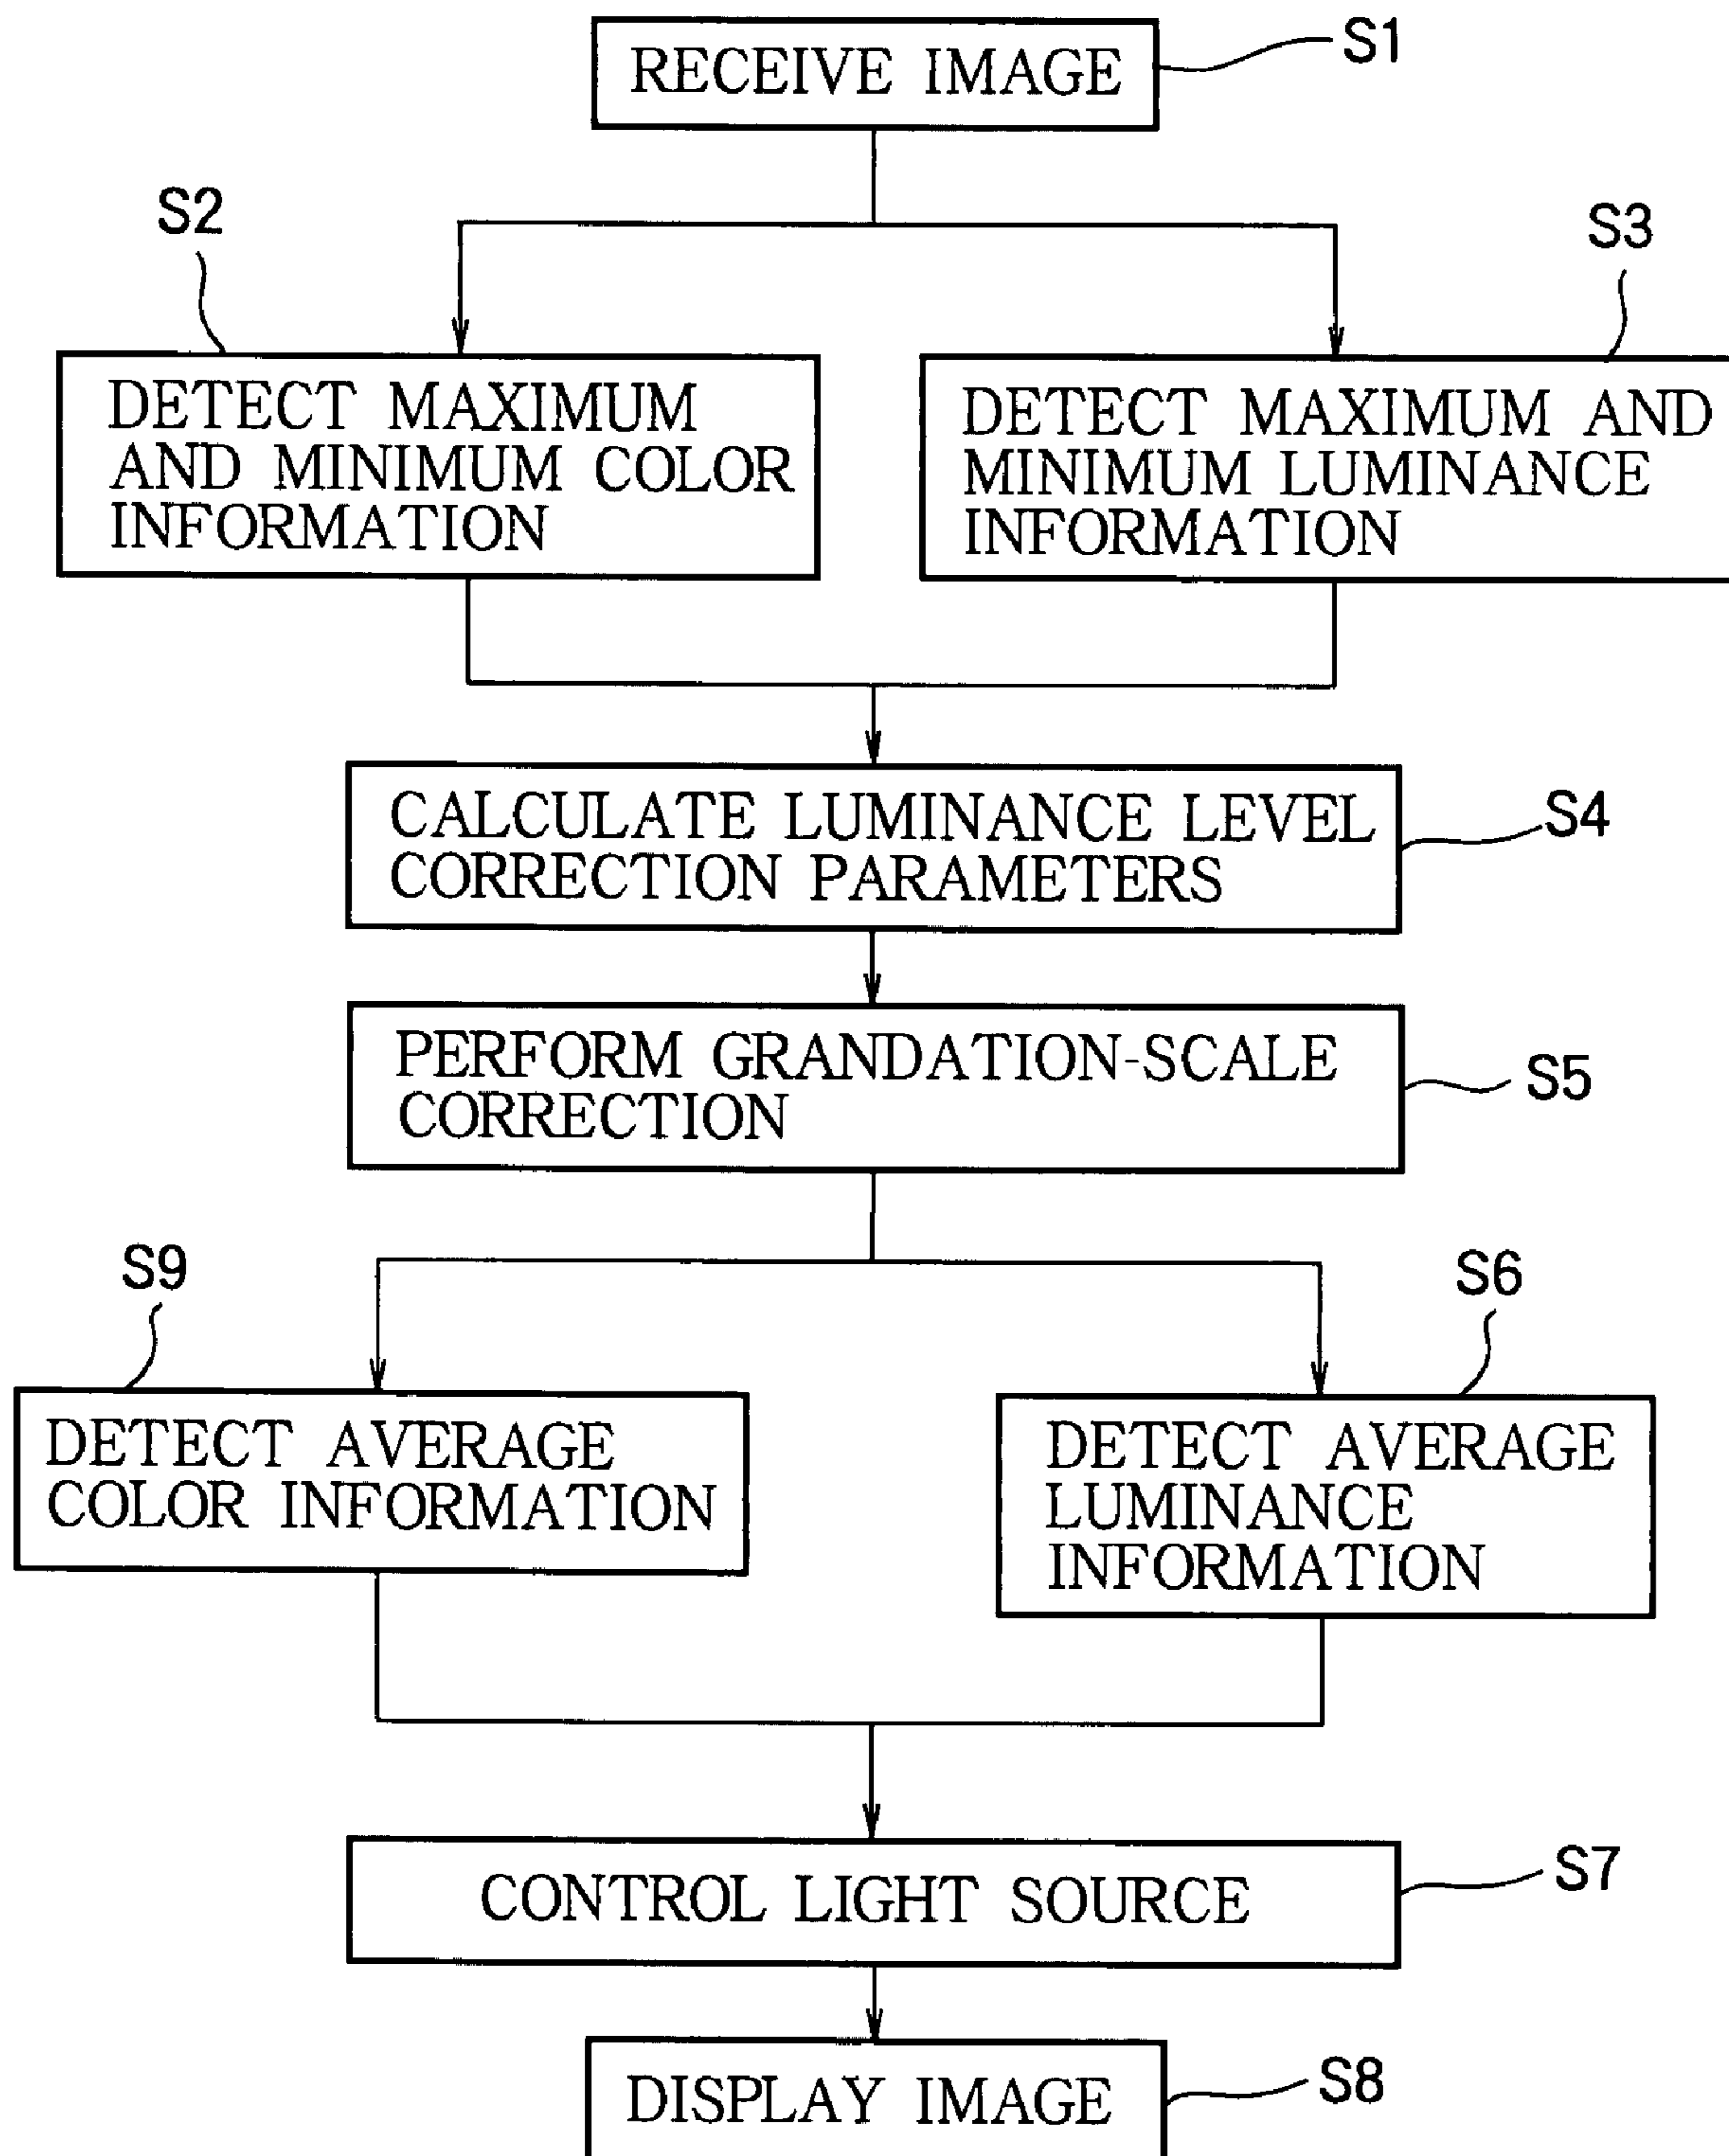 RECEIVE IMAGE
S1
S2
S3
DETECT MAXIMUM
AND MINIMUM COLOR
INFORMATION
DETECT MAXIMUM AND
MINIMUM LUMINANCE
INFORMATION
CALCULATE LUMINANCE LEVEL
CORRECTION PARAMETERS
S4
PERFORM GRANDATION-SCALE
CORRECTION
S5
S9
S6
DETECT AVERAGE
COLOR INFORMATION
DETECT AVERAGE
LUMINANCE
INFORMATION
CONTROL LIGHT SOURCE
S7
DISPLAY IMAGE
S8